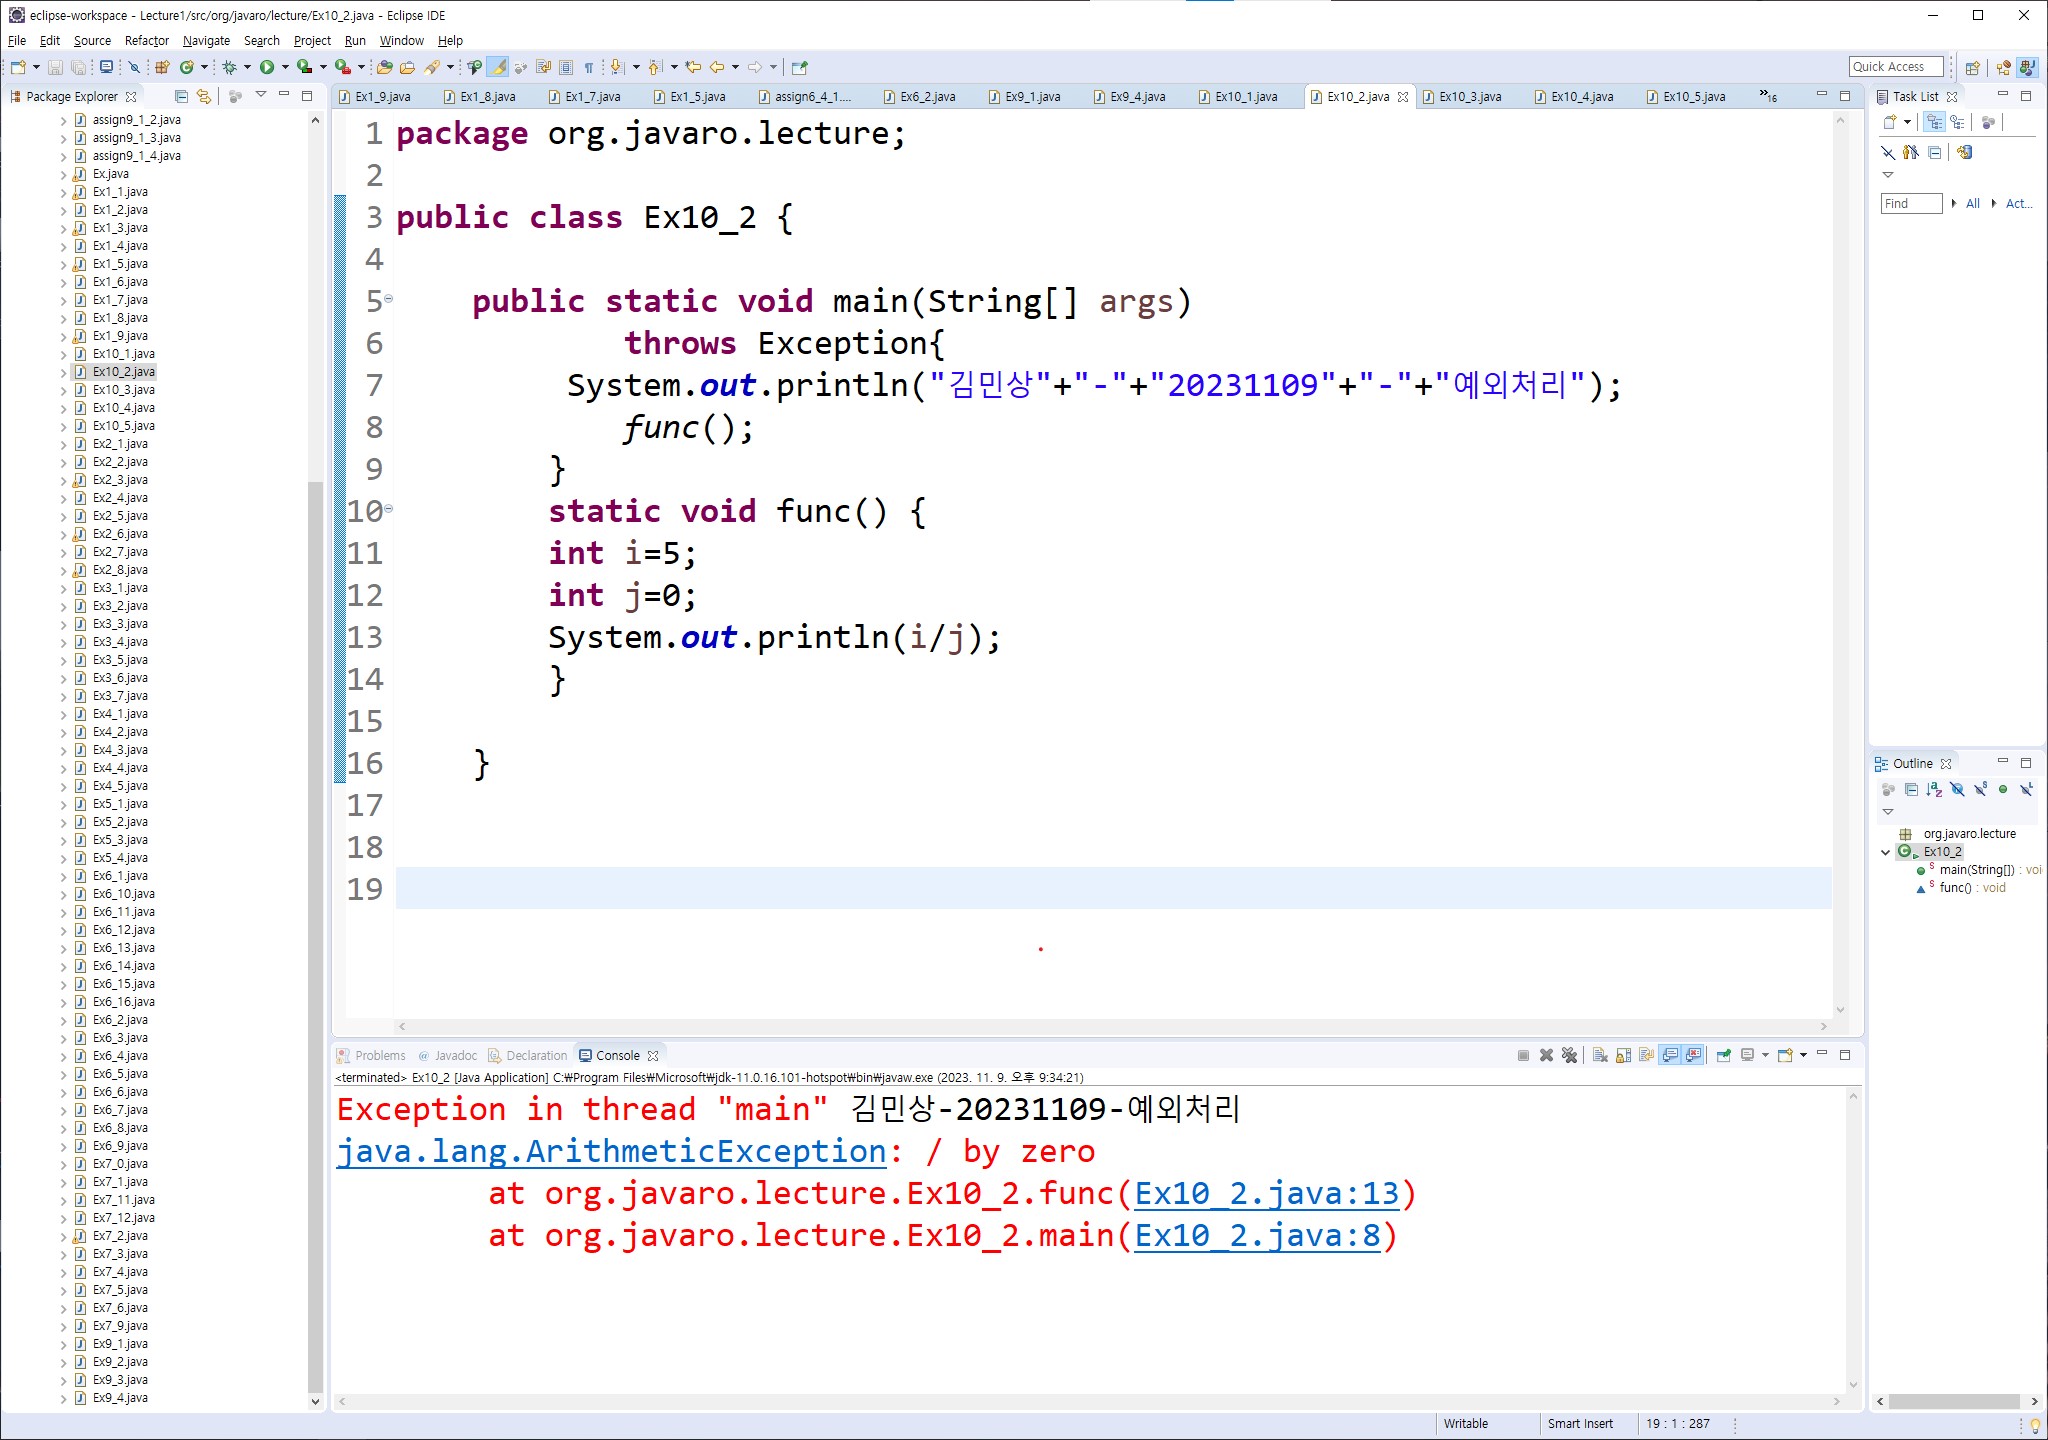 eclipse-workspace - Lecture1/src/org/javaro/lecture/Ex10_2.java - Eclipse IDE
File Edit Source Refactor Navigate Search Project Run Window Help
Quick Access
Package Explorer
assign9_1_2.java
assign9_1_3.java
assign9_1_4.java
Ex.java
Ex1_1.java
Ex1_2.java
Ex1_3.java
Ex1_4.java
Ex1_5.java
Ex1_6.java
Ex1_7.java
Ex1_8.java
Ex1_9.java
Ex10_1.java
Ex10_2.java
Ex10_3.java
Ex10_4.java
Ex10_5.java
Ex2_1.java
Ex2_2.java
Ex2_3.java
Ex2_4.java
Ex2_5.java
Ex2_6.java
Ex2_7.java
Ex2_8.java
Ex3_1.java
Ex3_2.java
Ex3_3.java
Ex3_4.java
Ex3_5.java
Ex3_6.java
Ex3_7.java
Ex4_1.java
Ex4_2.java
Ex4_3.java
Ex4_4.java
Ex4_5.java
Ex5_1.java
Ex5_2.java
Ex5_3.java
Ex5_4.java
Ex6_1.java
Ex6_10.java
Ex6_11.java
Ex6_12.java
Ex6_13.java
Ex6_14.java
Ex6_15.java
Ex6_16.java
Ex6_2.java
Ex6_3.java
Ex6_4.java
Ex6_5.java
Ex6_6.java
Ex6_7.java
Ex6_8.java
Ex6_9.java
Ex7_0.java
Ex7_1.java
Ex7_11.java
Ex7_12.java
Ex7_2.java
Ex7_3.java
Ex7_4.java
Ex7_5.java
Ex7_6.java
Ex7_9.java
Ex9_1.java
Ex9_2.java
Ex9_3.java
Ex9_4.java
Ex1_9.java Ex1_8.java Ex1_7.java Ex1_5.java assign6_4_1.... Ex6_2.java Ex9_1.java Ex9_4.java Ex10_1.java Ex10_2.java Ex10_3.java Ex10_4.java Ex10_5.java »16
1 package org.javaro.lecture;
2
3 public class Ex10_2 {
4
5 public static void main(String[] args)
6 throws Exception{
7 System.out.println("김민상"+"-"+"20231109"+"-"+"예외처리");
8 func();
9 }
10 static void func() {
11 int i=5;
12 int j=0;
13 System.out.println(i/j);
14 }
15
16 }
17
18
19
Problems Javadoc Declaration Console
<terminated> Ex10_2 [Java Application] C:₩Program Files₩Microsoft₩jdk-11.0.16.101-hotspot₩bin₩javaw.exe (2023. 11. 9. 오후 9:34:21)
Exception in thread "main" 김민상-20231109-예외처리
java.lang.ArithmeticException: / by zero
at org.javaro.lecture.Ex10_2.func(Ex10_2.java:13)
at org.javaro.lecture.Ex10_2.main(Ex10_2.java:8)
Task List
Find All Act...
Outline
org.javaro.lecture
Ex10_2
main(String[]) : voi
func() : void
Writable Smart Insert 19 : 1 : 287